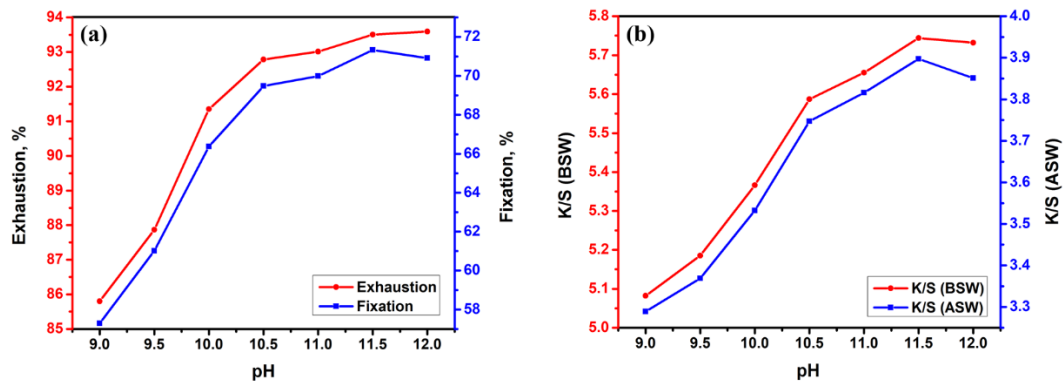 (a)
Exhaustion, %
94
93
92
91
90
89
88
87
86
85
Fixation, %
72
70
68
66
64
62
60
58
Exhaustion
Fixation
9.0 9.5 10.0 10.5 11.0 11.5 12.0
pH
(b)
K/S (BSW)
5.8
5.7
5.6
5.5
5.4
5.3
5.2
5.1
5.0
K/S (ASW)
4.0
3.9
3.8
3.7
3.6
3.5
3.4
3.3
K/S (BSW)
K/S (ASW)
9.0 9.5 10.0 10.5 11.0 11.5 12.0
pH